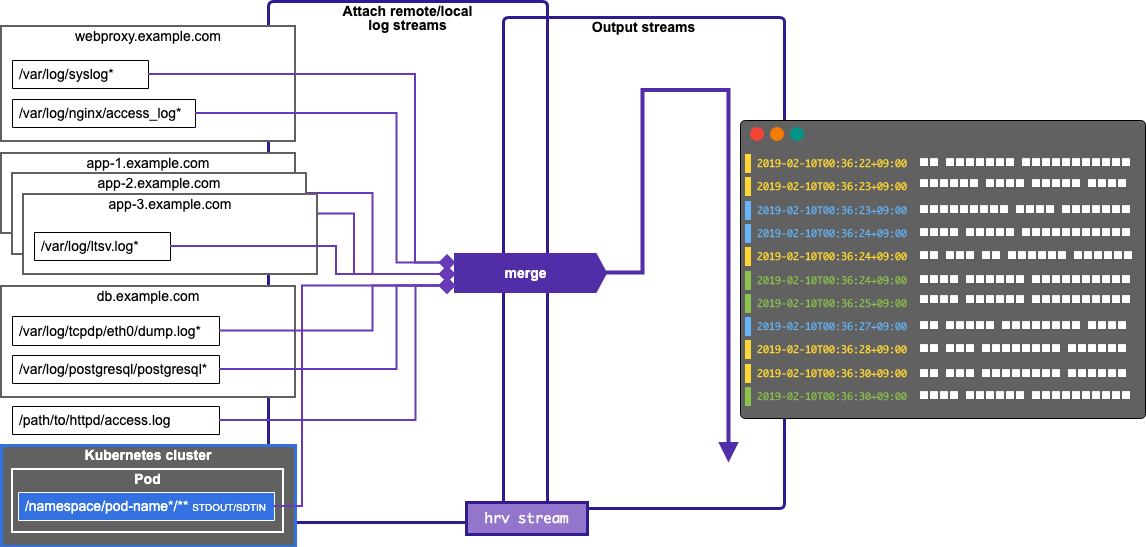 Attach remote/local
log streams
Output streams
webproxy.example.com
/var/log/syslog*
/var/log/nginx/access_log*
app-1.example.com
app-2.example.com
app-3.example.com
/var/log/ltsv.log*
merge
db.example.com
/var/log/tcpdp/eth0/dump.log*
/var/log/postgresql/postgresql*
/path/to/httpd/access.log
Kubernetes cluster
Pod
/namespace/pod-name*/** STDOUT/SDTIN
hrv stream
2019-02-10T00:36:22+09:00
2019-02-10T00:36:23+09:00
2019-02-10T00:36:23+09:00
2019-02-10T00:36:24+09:00
2019-02-10T00:36:24+09:00
2019-02-10T00:36:24+09:00
2019-02-10T00:36:25+09:00
2019-02-10T00:36:27+09:00
2019-02-10T00:36:28+09:00
2019-02-10T00:36:30+09:00
2019-02-10T00:36:30+09:00